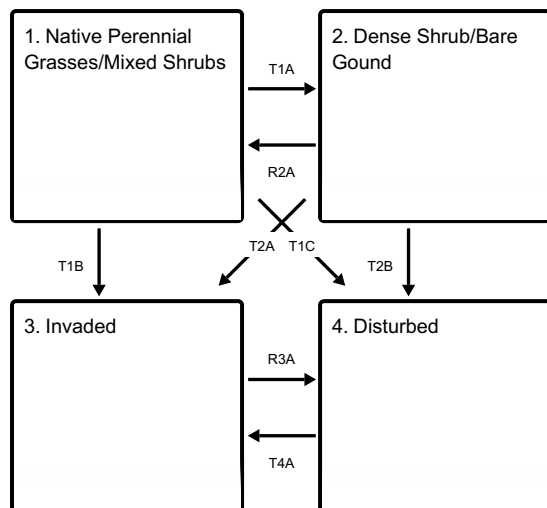 1. Native Perennial
Grasses/Mixed Shrubs
2. Dense Shrub/Bare
Gound
T1A
R2A
T2A
T1C
T1B
T2B
3. Invaded
4. Disturbed
R3A
T4A